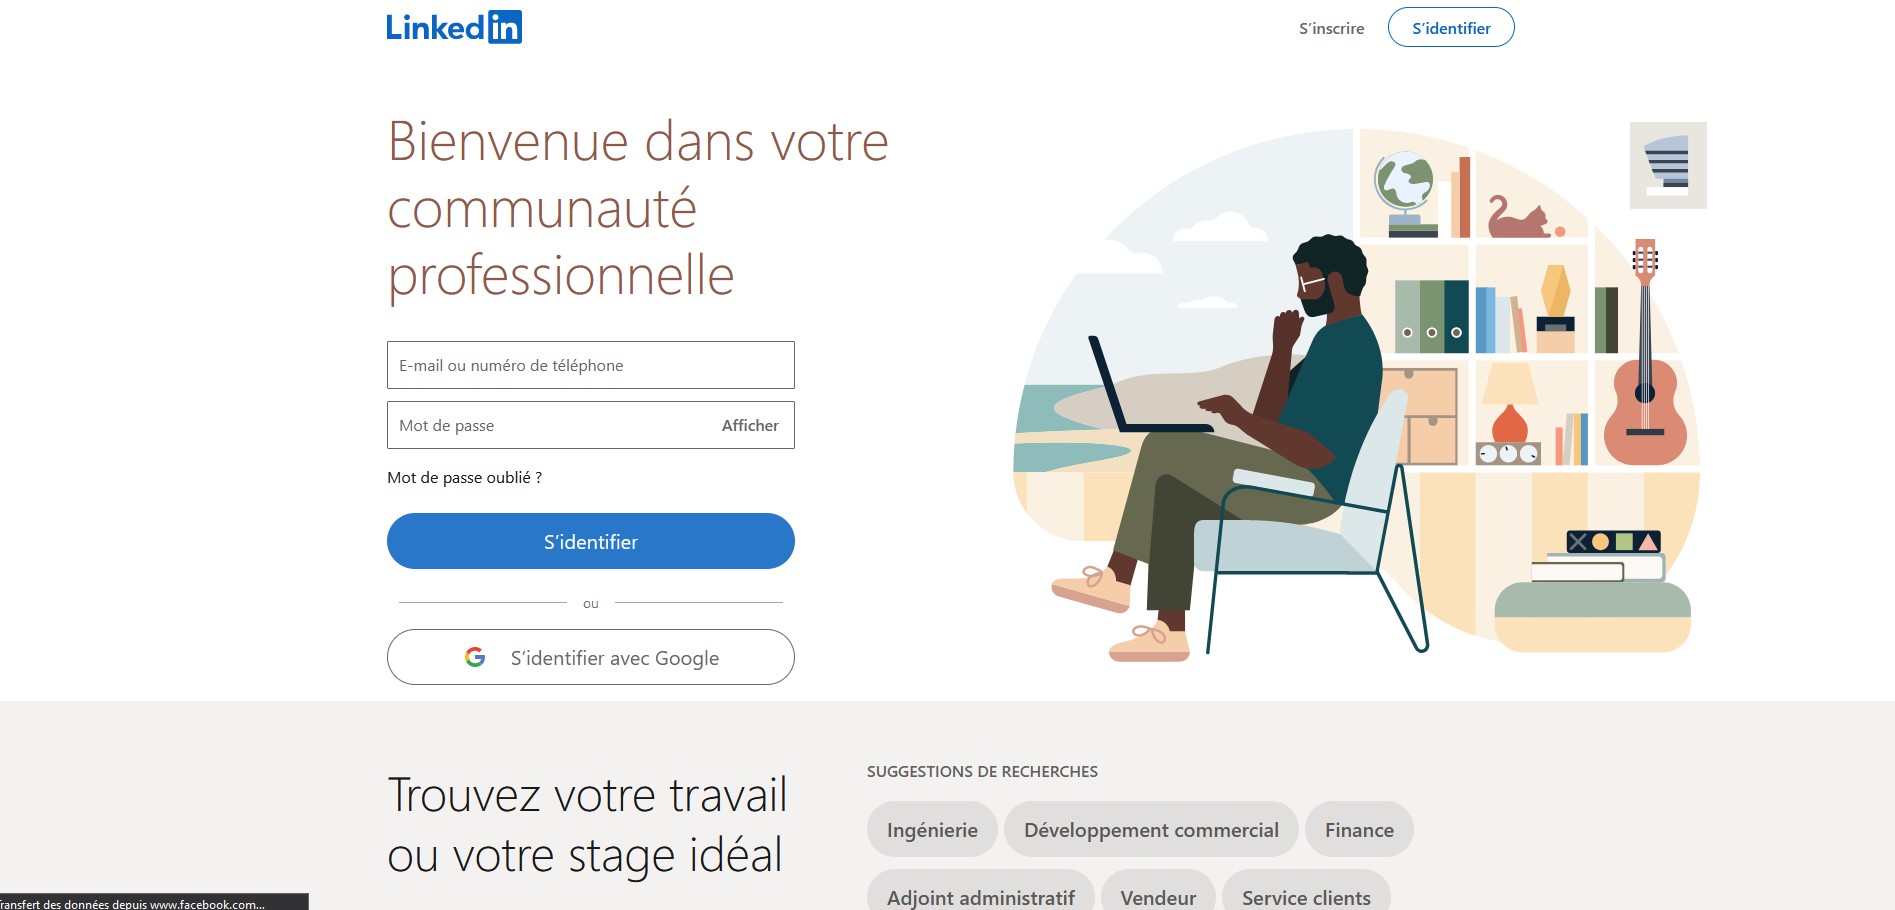 Linked in
S'inscrire
S'identifier
Bienvenue dans votre
communauté
professionnelle
E-mail ou numéro de téléphone
Mot de passe Afficher
Mot de passe oublié ?
S'identifier
ou
S'identifier avec Google
Trouvez votre travail
ou votre stage idéal
SUGGESTIONS DE RECHERCHES
Ingénierie Développement commercial Finance
Adjoint administratif Vendeur Service clients
ransfert des données depuis www.facebook.com...